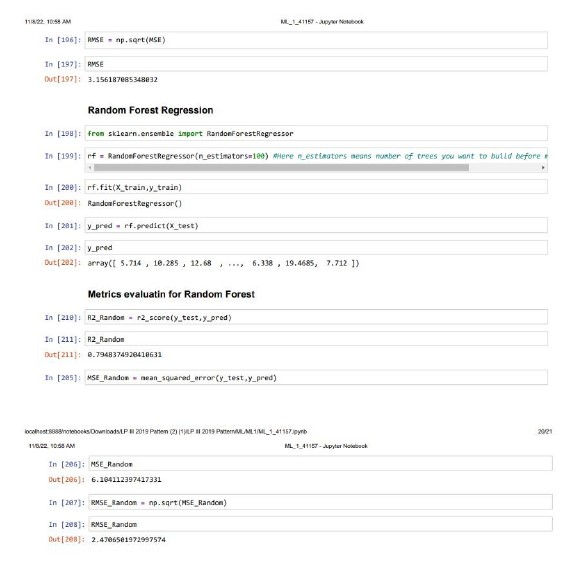 11/8/22, 10:58 AM ML_1_41157 - Jupyter Notebook
In [196]: RMSE = np.sqrt(MSE)
In [197]: RMSE
Out[197]: 3.156187085348032
Random Forest Regression
In [198]: from sklearn.ensemble import RandomForestRegressor
In [199]: rf = RandomForestRegressor(n_estimators=100) #Here n_estimators means number of trees you want to build before m
In [200]: rf.fit(X_train,y_train)
Out[200]: RandomForestRegressor()
In [201]: y_pred = rf.predict(X_test)
In [202]: y_pred
Out[202]: array([ 5.714 , 10.285 , 12.68 , ..., 6.338 , 19.4685, 7.712 ])
Metrics evaluatin for Random Forest
In [210]: R2_Random = r2_score(y_test,y_pred)
In [211]: R2_Random
Out[211]: 0.7948374920410631
In [205]: MSE_Random = mean_squared_error(y_test,y_pred)
localhost:8888/notebooks/Downloads/LP III 2019 Pattern (2) (1)/LP III 2019 Pattern/ML/ML1/ML_1_41157.ipynb 20/21
11/8/22, 10:58 AM ML_1_41157 - Jupyter Notebook
In [206]: MSE_Random
Out[206]: 6.104112397417331
In [207]: RMSE_Random = np.sqrt(MSE_Random)
In [208]: RMSE_Random
Out[208]: 2.4706501972997574